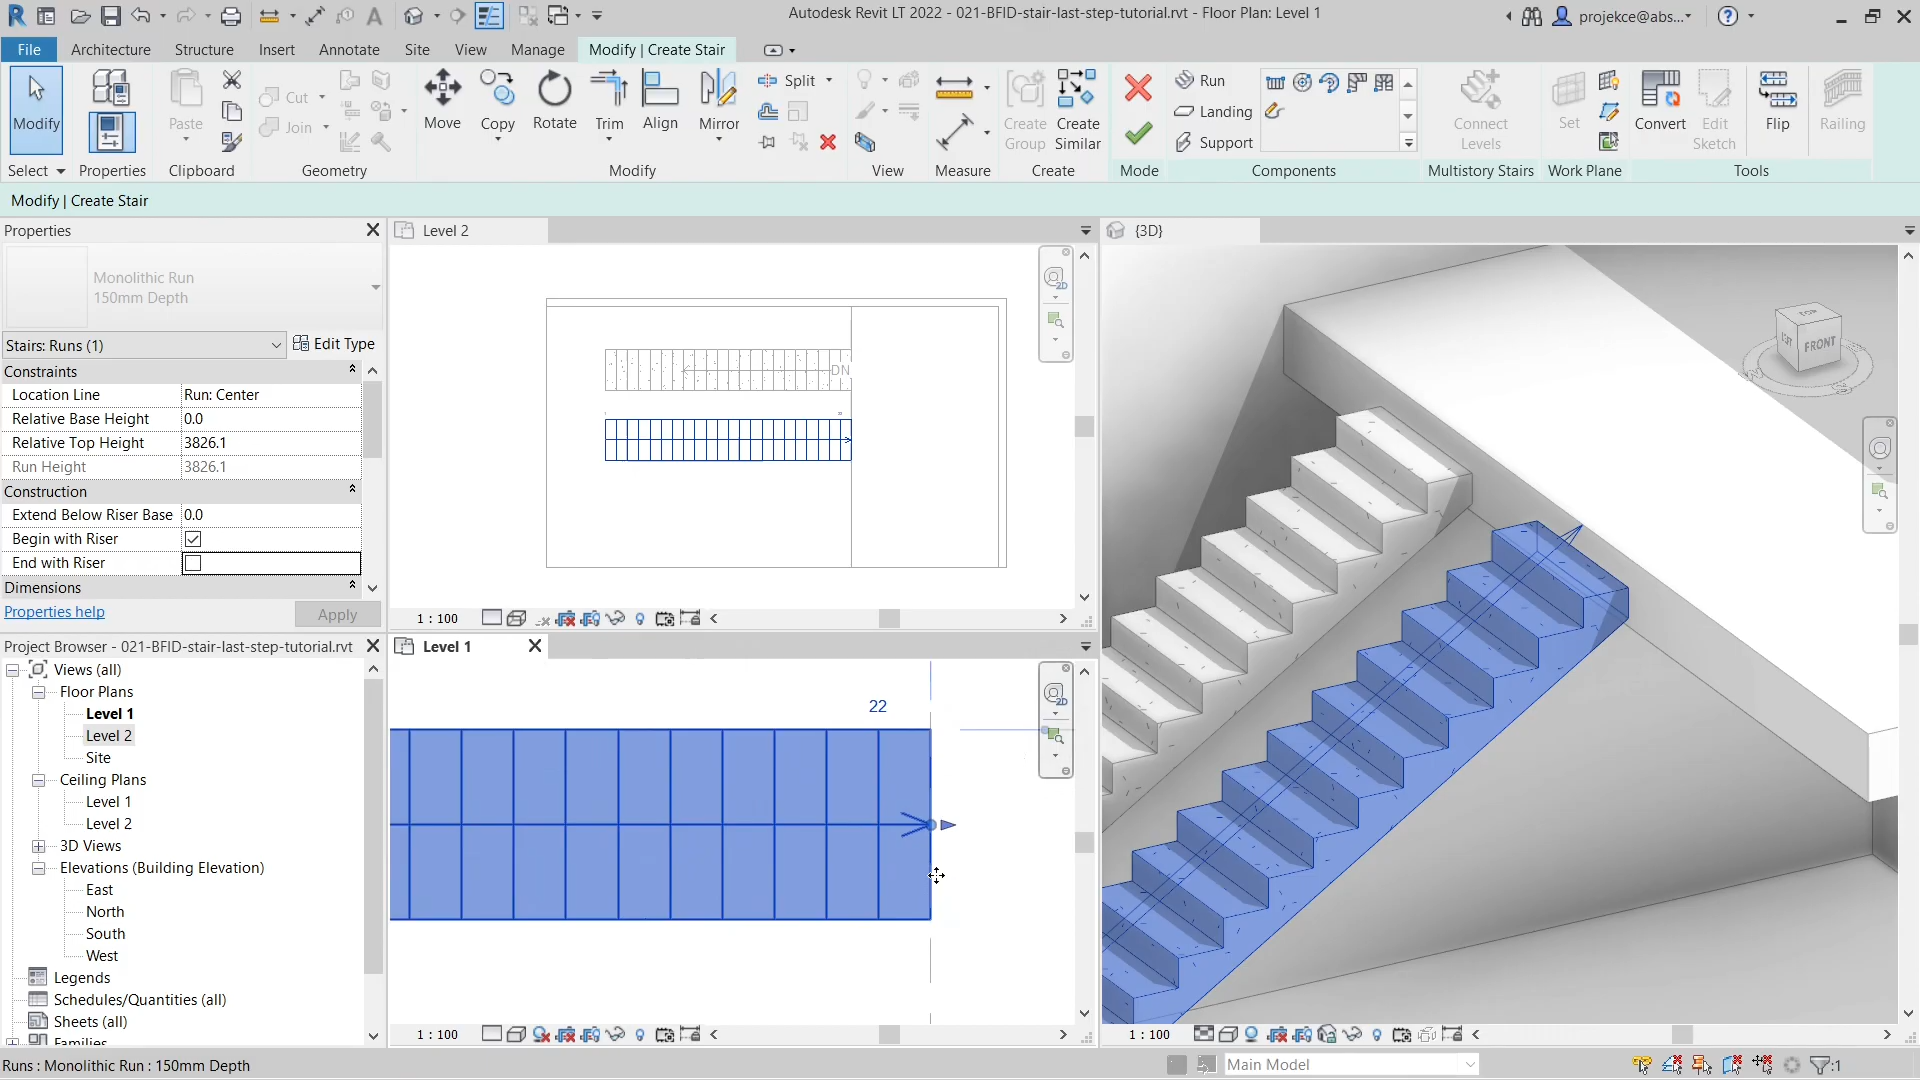 Autodesk Revit LT 2022 - 021-BFID-stair-last-step-tutorial.rvt - Floor Plan: Level 1
projekce@abs...
File Architecture Structure Insert Annotate Site View Manage Modify | Create Stair
Modify
Paste
Cut
Join
Move Copy Rotate Trim Align Mirror
Split
Create Group
Create Similar
Run
Landing
Support
Connect Levels
Set
Convert
Edit Sketch
Flip
Railing
Select Properties Clipboard Geometry Modify View Measure Create Mode Components Multistory Stairs Work Plane Tools
Modify | Create Stair
Properties
Monolithic Run
150mm Depth
Stairs: Runs (1)
Edit Type
Constraints
Location Line Run: Center
Relative Base Height 0.0
Relative Top Height 3826.1
Run Height 3826.1
Construction
Extend Below Riser Base 0.0
Begin with Riser
End with Riser
Dimensions
Properties help
Apply
Project Browser - 021-BFID-stair-last-step-tutorial.rvt
Views (all)
Floor Plans
Level 1
Level 2
Site
Ceiling Plans
Level 1
Level 2
3D Views
Elevations (Building Elevation)
East
North
South
West
Legends
Schedules/Quantities (all)
Sheets (all)
Families
Level 2
2D
DN
1 : 100
Level 1
22
2D
1 : 100
{3D}
TOP
FRONT
1 : 100
Runs : Monolithic Run : 150mm Depth
Main Model
:1